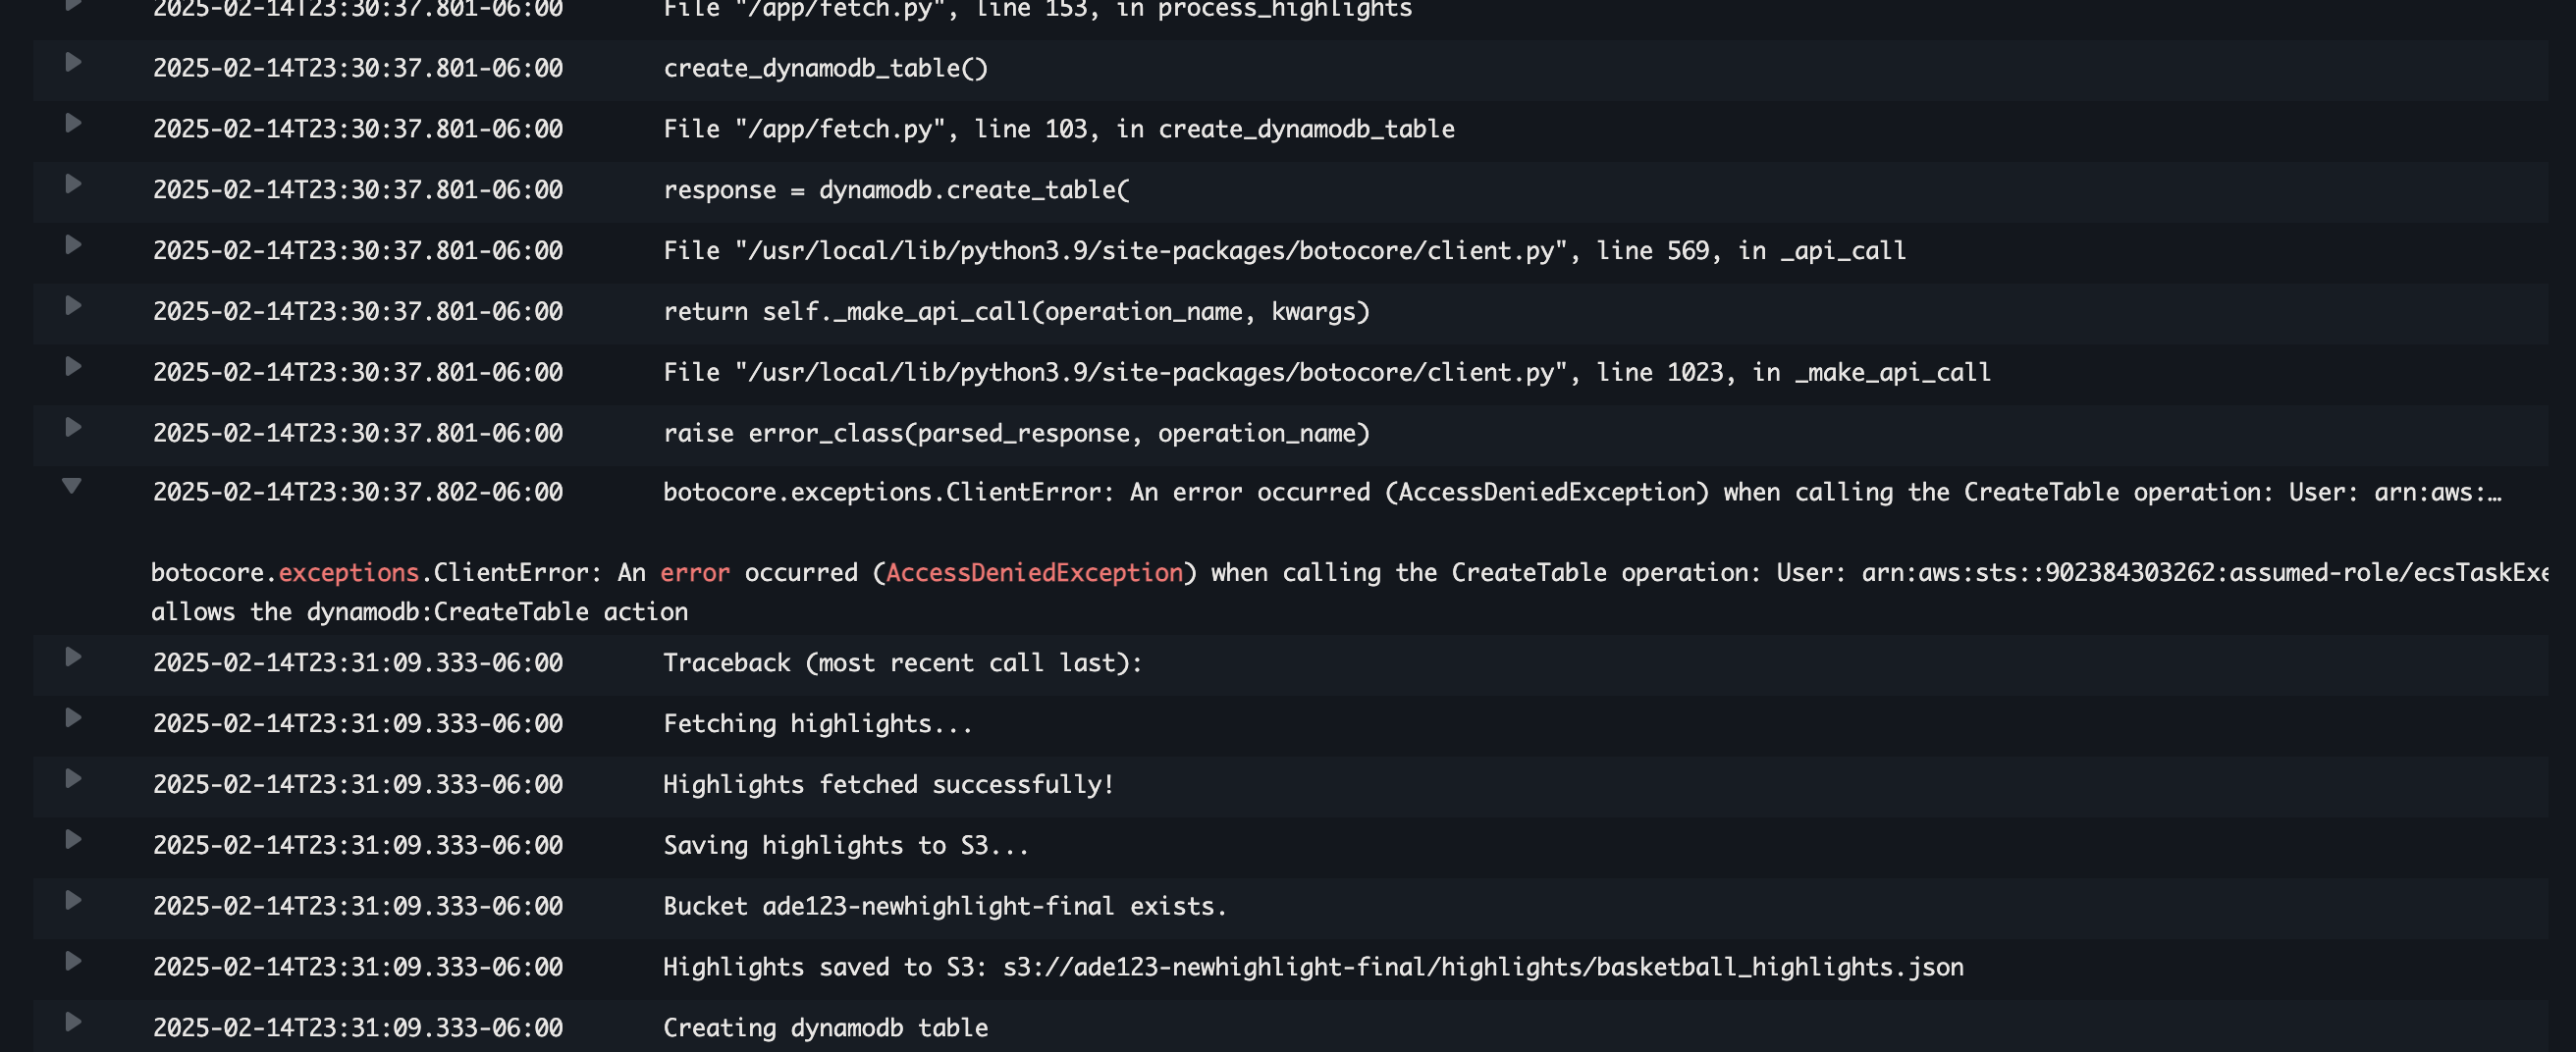 2025-02-14T23:30:37.801-06:00 File "/app/fetch.py", line 153, in process_highlights
2025-02-14T23:30:37.801-06:00 create_dynamodb_table()
2025-02-14T23:30:37.801-06:00 File "/app/fetch.py", line 103, in create_dynamodb_table
2025-02-14T23:30:37.801-06:00 response = dynamodb.create_table(
2025-02-14T23:30:37.801-06:00 File "/usr/local/lib/python3.9/site-packages/botocore/client.py", line 569, in _api_call
2025-02-14T23:30:37.801-06:00 return self._make_api_call(operation_name, kwargs)
2025-02-14T23:30:37.801-06:00 File "/usr/local/lib/python3.9/site-packages/botocore/client.py", line 1023, in _make_api_call
2025-02-14T23:30:37.801-06:00 raise error_class(parsed_response, operation_name)
2025-02-14T23:30:37.802-06:00 botocore.exceptions.ClientError: An error occurred (AccessDeniedException) when calling the CreateTable operation: User: arn:aws:…
botocore.exceptions.ClientError: An error occurred (AccessDeniedException) when calling the CreateTable operation: User: arn:aws:sts::902384303262:assumed-role/ecsTaskExe
allows the dynamodb:CreateTable action
2025-02-14T23:31:09.333-06:00 Traceback (most recent call last):
2025-02-14T23:31:09.333-06:00 Fetching highlights...
2025-02-14T23:31:09.333-06:00 Highlights fetched successfully!
2025-02-14T23:31:09.333-06:00 Saving highlights to S3...
2025-02-14T23:31:09.333-06:00 Bucket ade123-newhighlight-final exists.
2025-02-14T23:31:09.333-06:00 Highlights saved to S3: s3://ade123-newhighlight-final/highlights/basketball_highlights.json
2025-02-14T23:31:09.333-06:00 Creating dynamodb table